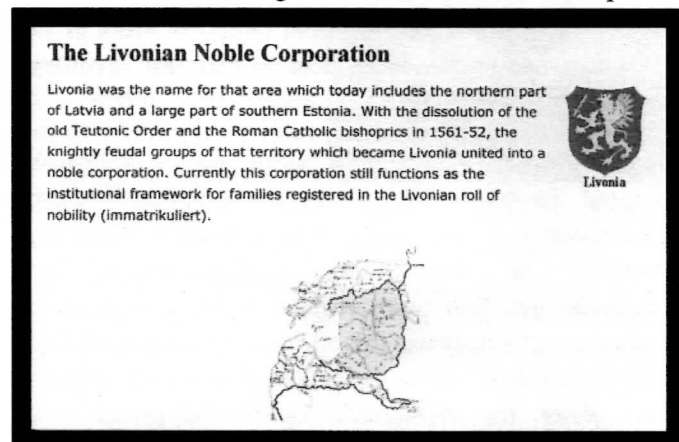 The Livonian Noble Corporation
Livonia was the name for that area which today includes the northern part
of Latvia and a large part of southern Estonia. With the dissolution of the
old Teutonic Order and the Roman Catholic bishoprics in 1561-52, the
knightly feudal groups of that territory which became Livonia united into a
noble corporation. Currently this corporation still functions as the
institutional framework for families registered in the Livonian roll of
nobility (immatrikuliert).
Livonia